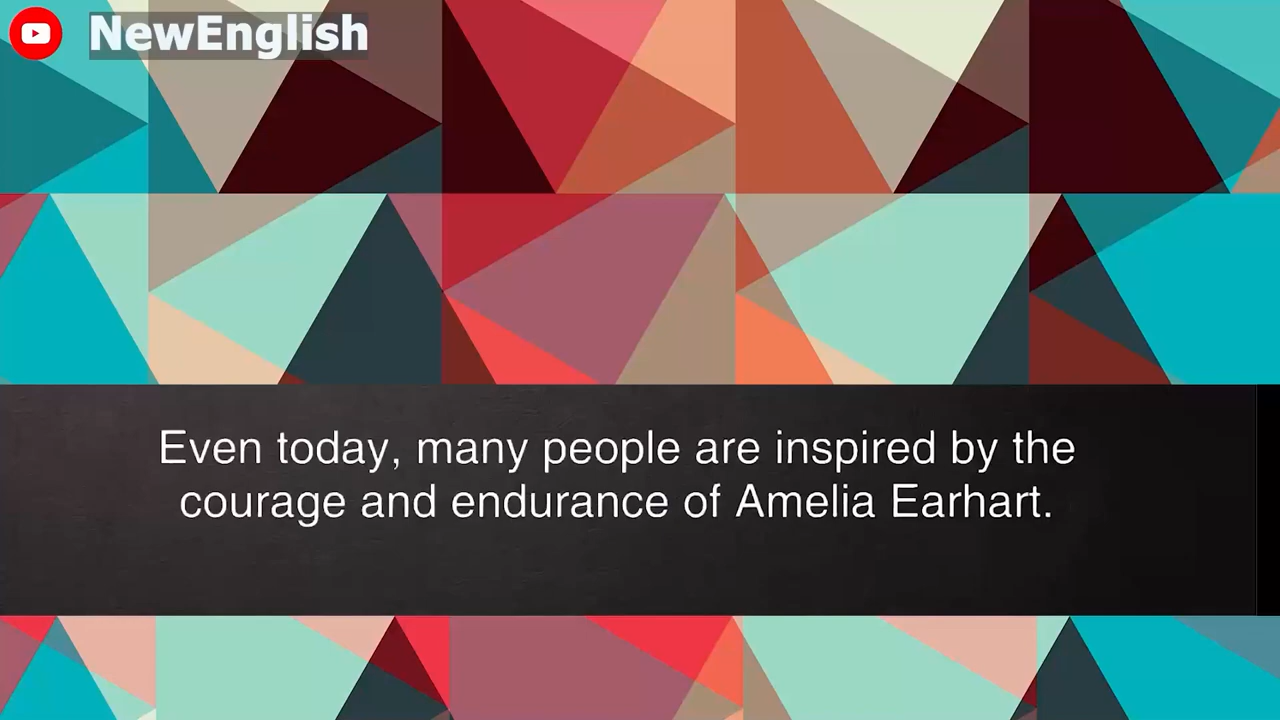 NewEnglish
Even today, many people are inspired by the
courage and endurance of Amelia Earhart.